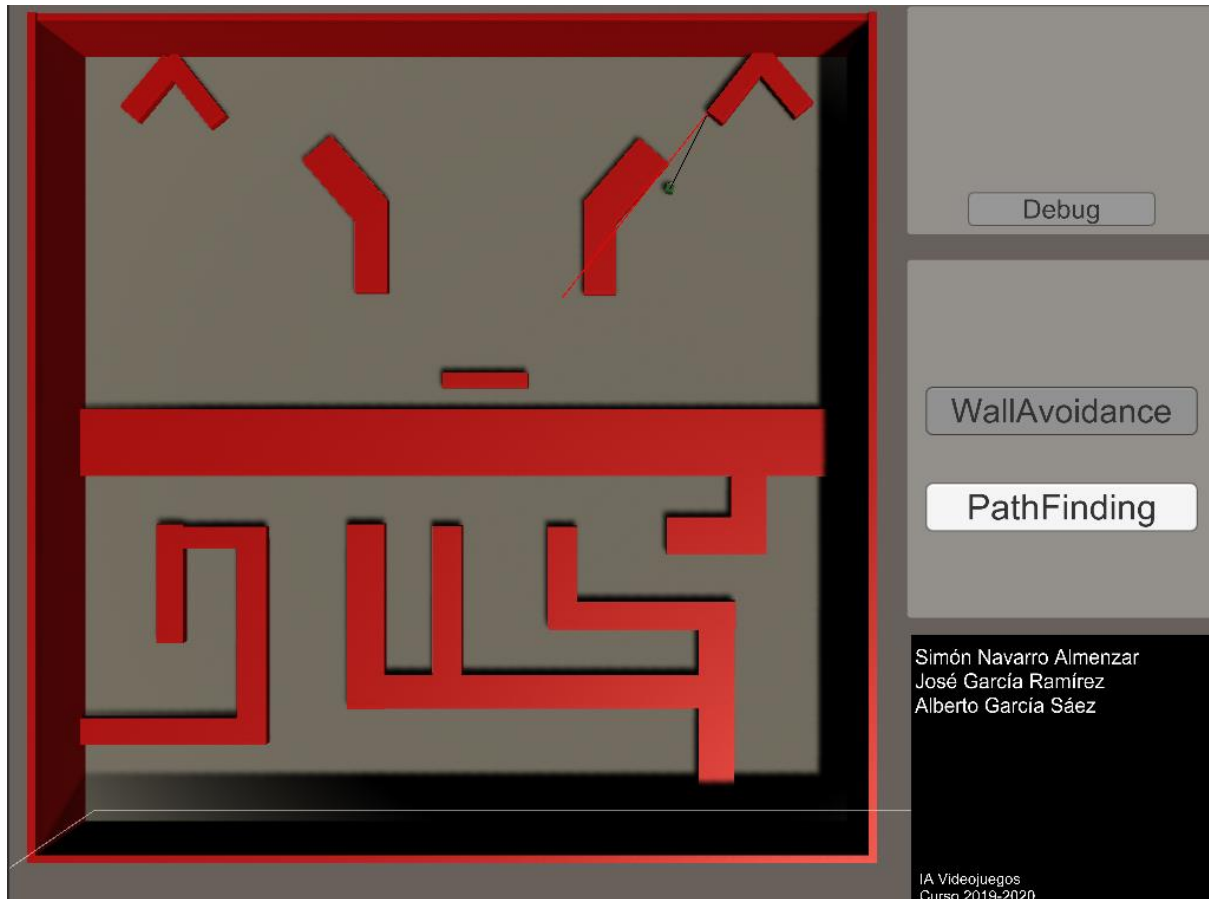 Debug
WallAvoidance
PathFinding
Simón Navarro Almenzar
José García Ramírez
Alberto García Sáez
IA Videojuegos
Curso 2019-2020